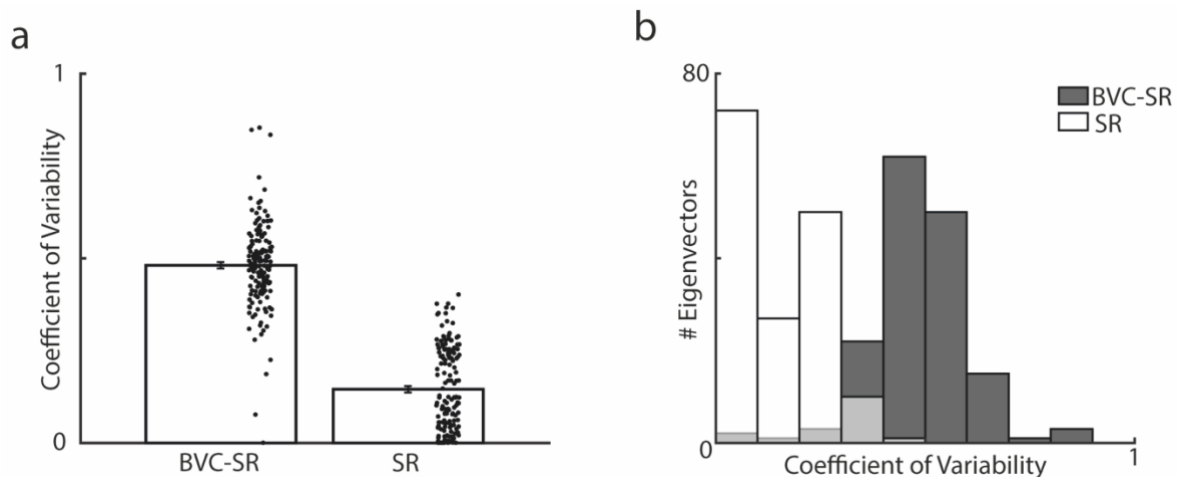 a
1
Coefficient of Variability
0
BVC-SR
SR
b
80
# Eigenvectors
0
Coefficient of Variability
1
BVC-SR
SR